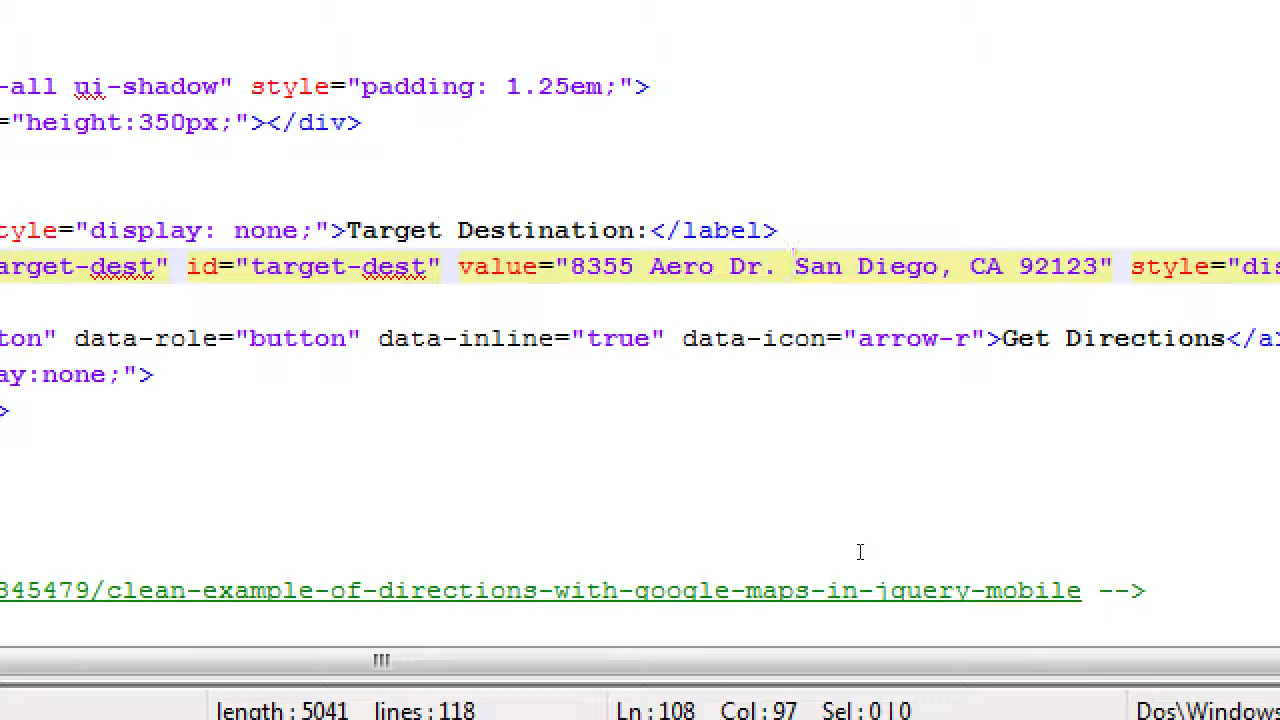 -all ui-shadow" style="padding: 1.25em;">
="height:350px;"></div>
tyle="display: none;">Target Destination:</label>
arget-dest" id="target-dest" value="8355 Aero Dr. San Diego, CA 92123" style="dis
ton" data-role="button" data-inline="true" data-icon="arrow-r">Get Directions</a>
ay:none;">
>
345479/clean-example-of-directions-with-google-maps-in-jquery-mobile -->
length : 5041 lines : 118 Ln : 108 Col : 97 Sel : 0 | 0 Dos\Windows